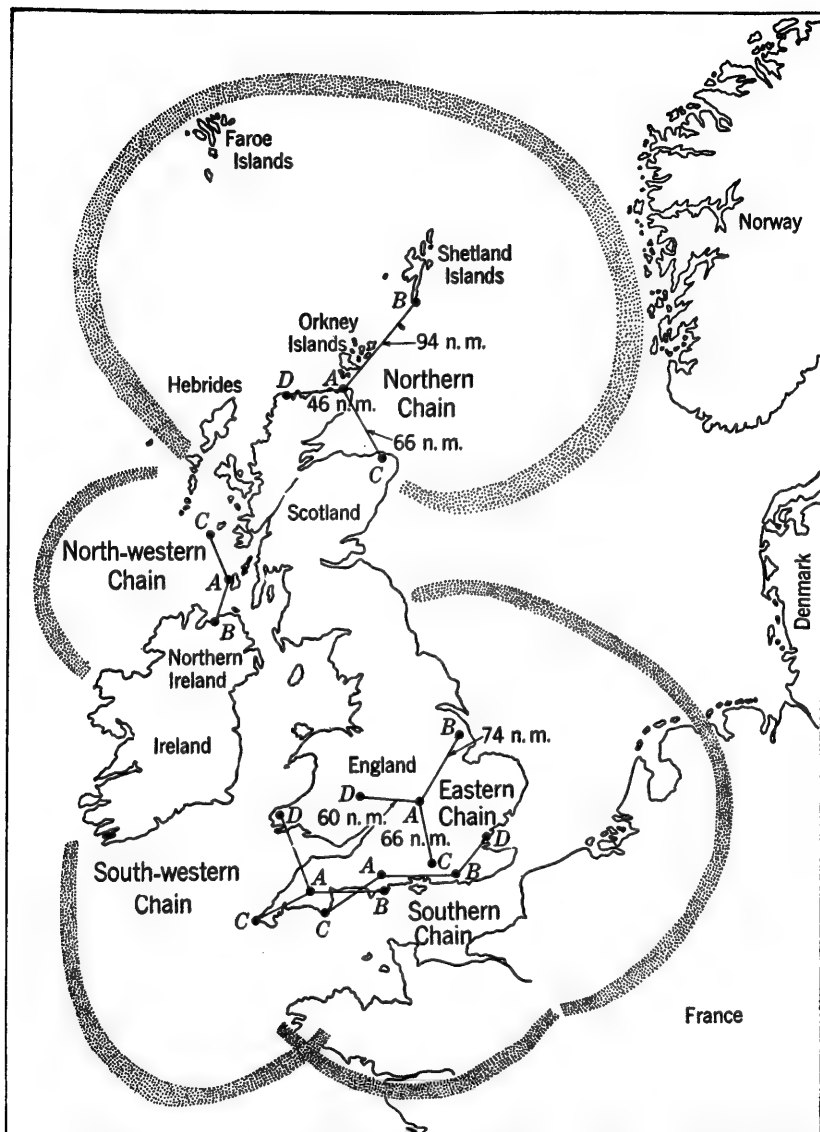 Faroe
Islands
Norway
Shetland
Islands
B
Orkney
Islands
94 n. m.
Hebrides
D
A
46 n. m.
Northern
Chain
66 n. m.
C
Scotland
C
North-western
Chain
A
B
Northern
Ireland
Denmark
Ireland
B
74 n. m.
England
D
A
Eastern
Chain
60 n. m.
66 n. m.
D
D
C
South-western
Chain
A
A
B
B
C
C
Southern
Chain
France